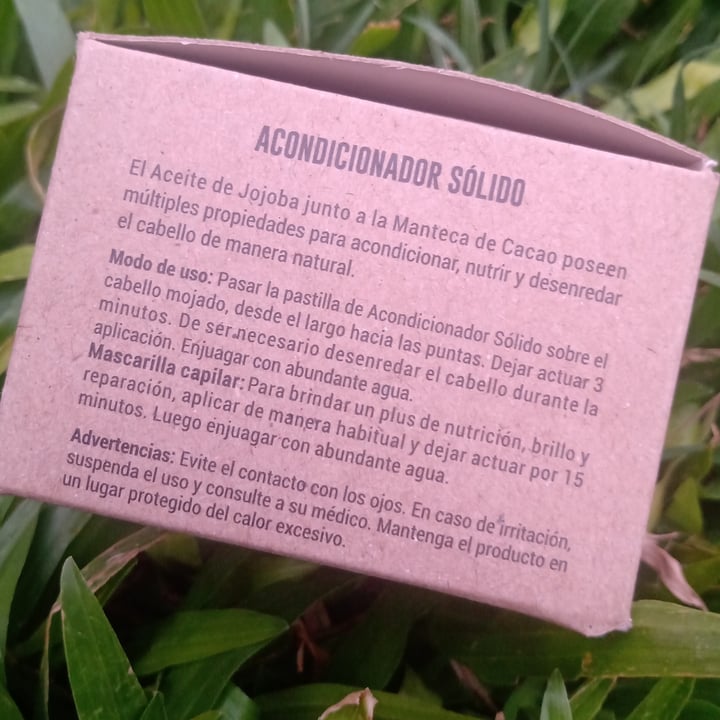 ACONDICIONADOR SÓLIDO
El Aceite de Jojoba junto a la Manteca de Cacao poseen
múltiples propiedades para acondicionar, nutrir y desenredar
el cabello de manera natural.
Modo de uso: Pasar la pastilla de Acondicionador Sólido sobre el
cabello mojado, desde el largo hacia las puntas. Dejar actuar 3
minutos. De ser necesario desenredar el cabello durante la
aplicación. Enjuagar con abundante agua.
Mascarilla capilar: Para brindar un plus de nutrición, brillo y
reparación, aplicar de manera habitual y dejar actuar por 15
minutos. Luego enjuagar con abundante agua.
Advertencias: Evite el contacto con los ojos. En caso de irritación,
suspenda el uso y consulte a su médico. Mantenga el producto en
un lugar protegido del calor excesivo.